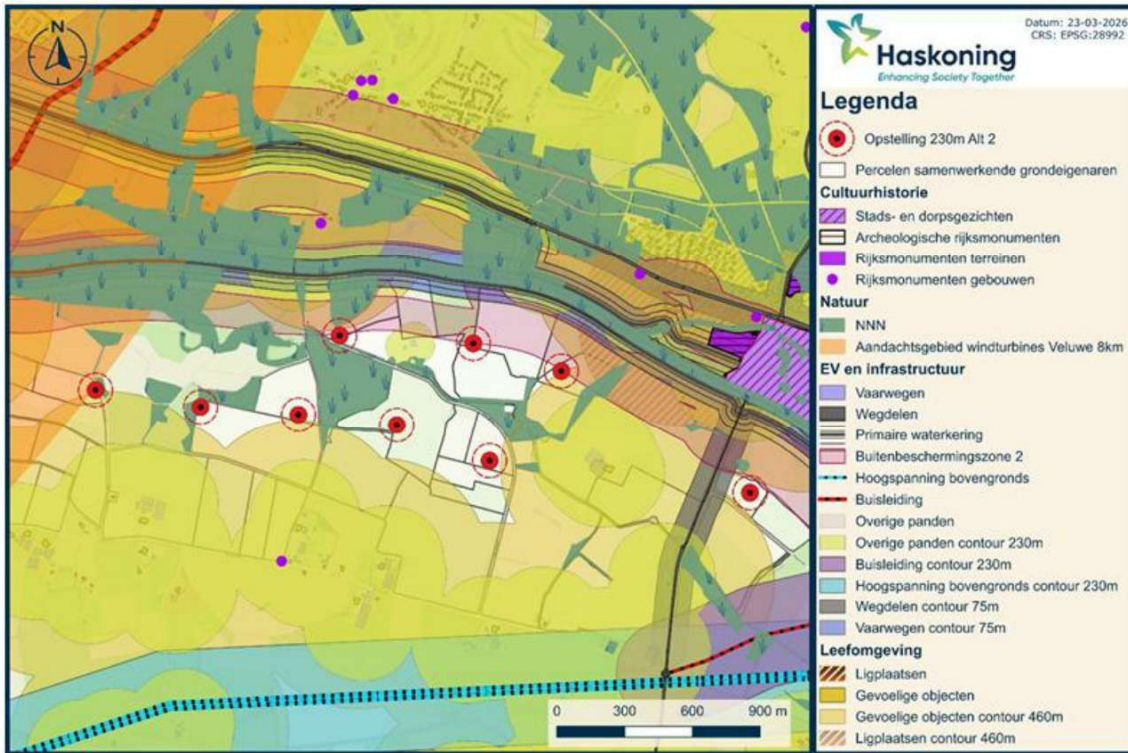 N
0 300 600 900 m
Datum: 23-03-2026
CRS: EPSG:28992
Haskoning
Enhancing Society Together
Legenda
Opstelling 230m Alt 2
Percelen samenwerkende grondeigenaren
Cultuurhistorie
Stads- en dorpsgezichten
Archeologische rijksmonumenten
Rijksmonumenten terreinen
Rijksmonumenten gebouwen
Natuur
NNN
Aandachtsgebied windturbines Veluwe 8km
EV en infrastructuur
Vaarwegen
Wegdelen
Primaire waterkering
Buitenbeschermingszone 2
Hoogspanning bovengronds
Buisleiding
Overige panden
Overige panden contour 230m
Buisleiding contour 230m
Hoogspanning bovengronds contour 230m
Wegdelen contour 75m
Vaarwegen contour 75m
Leefomgeving
Ligplaatsen
Gevoelige objecten
Gevoelige objecten contour 460m
Ligplaatsen contour 460m